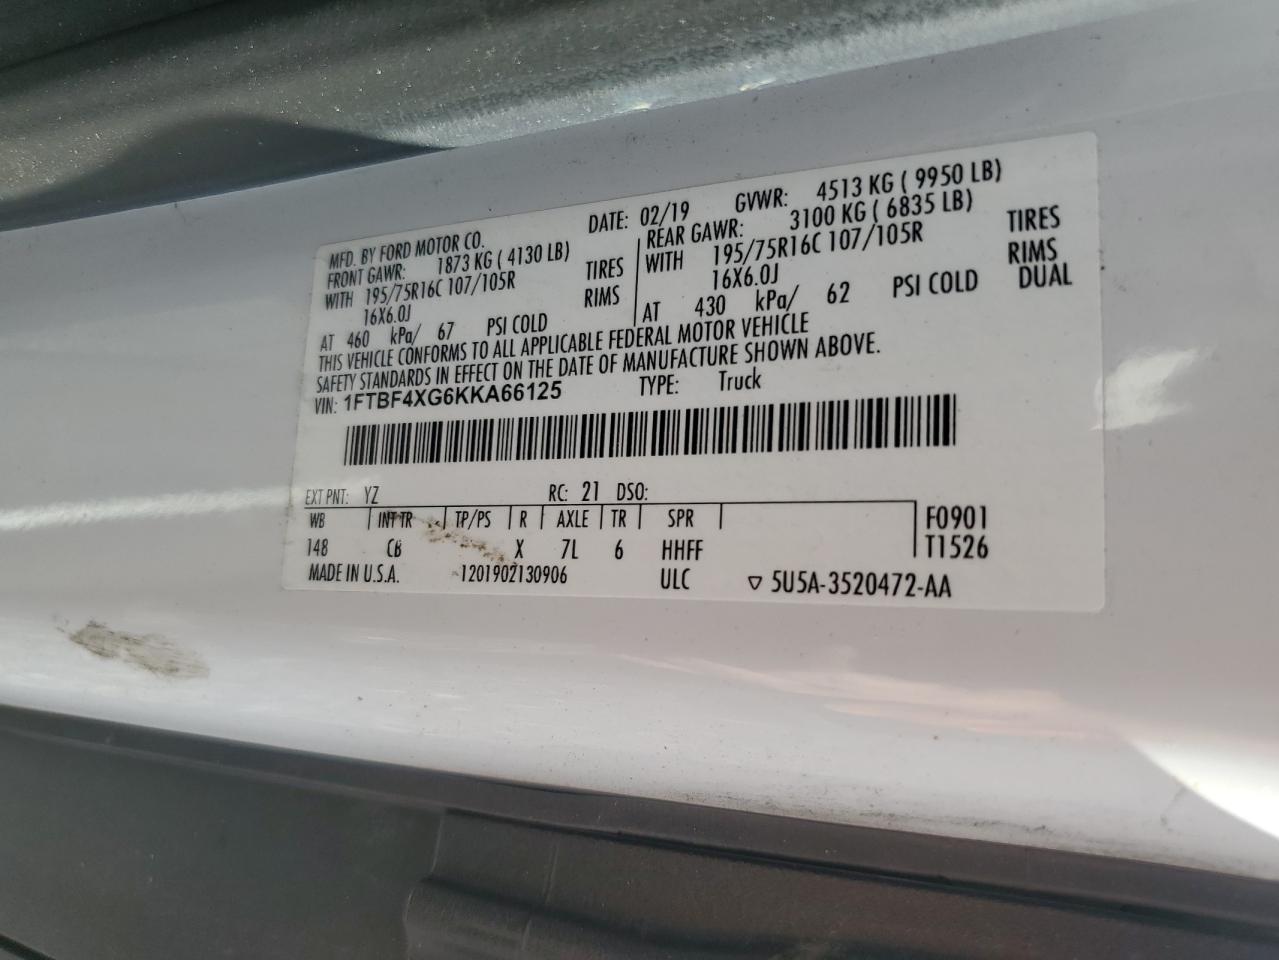 MFD. BY FORD MOTOR CO. DATE: 02/19 GVWR: 4513 KG ( 9950 LB)
FRONT GAWR: 1873 KG ( 4130 LB) REAR GAWR: 3100 KG ( 6835 LB)
WITH 195/75R16C 107/105R TIRES WITH 195/75R16C 107/105R TIRES
16X6.0J RIMS 16X6.0J RIMS
AT 460 kPa/ 67 PSI COLD AT 430 kPa/ 62 PSI COLD DUAL
THIS VEHICLE CONFORMS TO ALL APPLICABLE FEDERAL MOTOR VEHICLE
SAFETY STANDARDS IN EFFECT ON THE DATE OF MANUFACTURE SHOWN ABOVE.
VIN: 1FTBF4XG6KKA66125 TYPE: Truck
EXT PNT: YZ RC: 21 DSO:
WB INT TR TP/PS R AXLE TR SPR F0901
148 CB X 7L 6 HHFF T1526
MADE IN U.S.A. 1201902130906 ULC ▽ 5U5A-3520472-AA